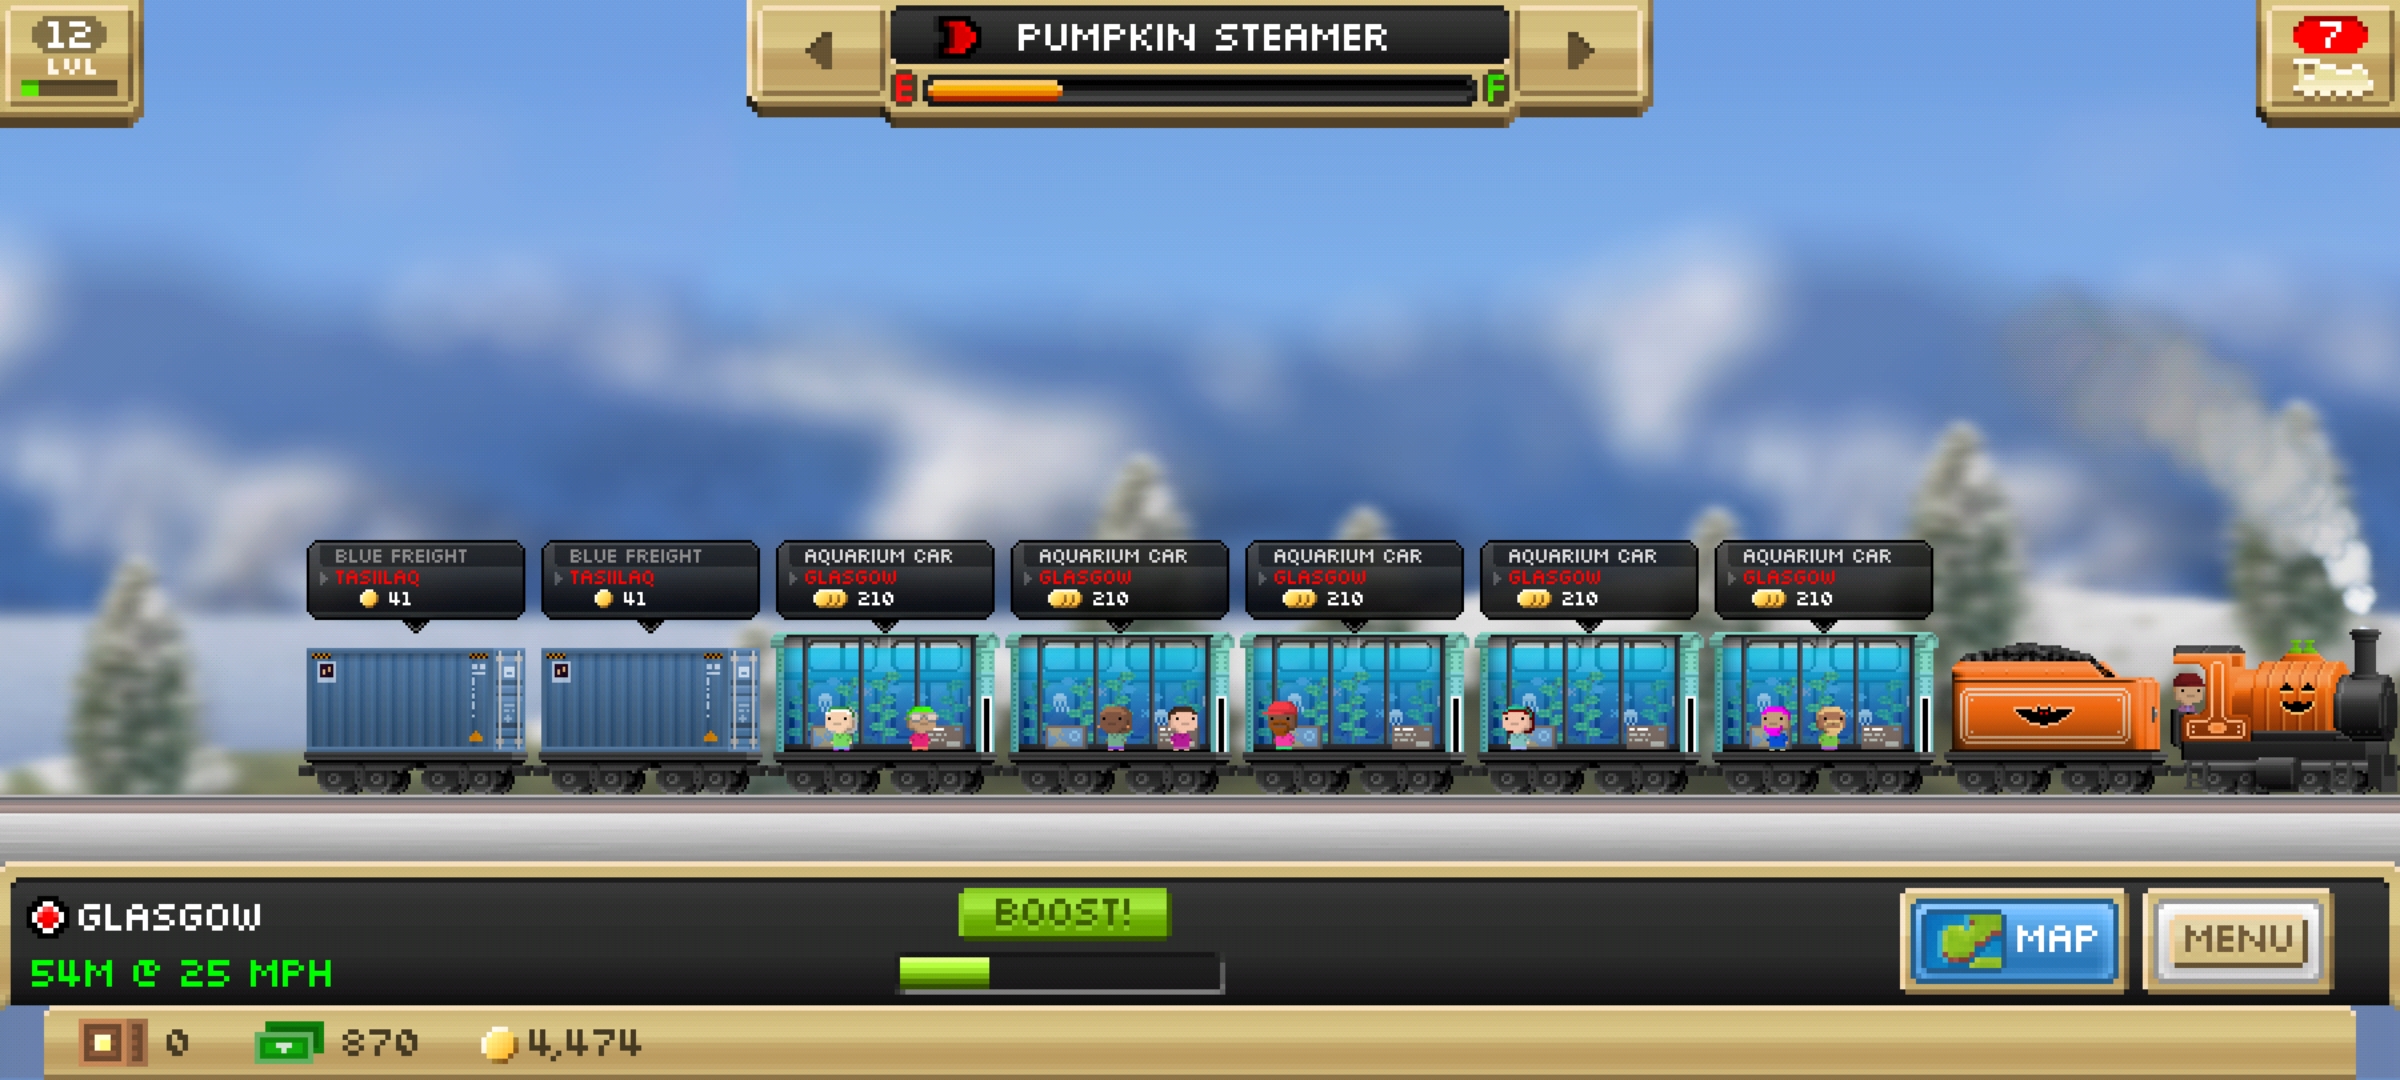 12
LVL
PUMPKIN STEAMER
E F
7
BLUE FREIGHT
TASIILAQ
41
BLUE FREIGHT
TASIILAQ
41
AQUARIUM CAR
GLASGOW
210
AQUARIUM CAR
GLASGOW
210
AQUARIUM CAR
GLASGOW
210
AQUARIUM CAR
GLASGOW
210
AQUARIUM CAR
GLASGOW
210
GLASGOW
54M @ 25 MPH
BOOST!
MAP
MENU
0 870 4,474